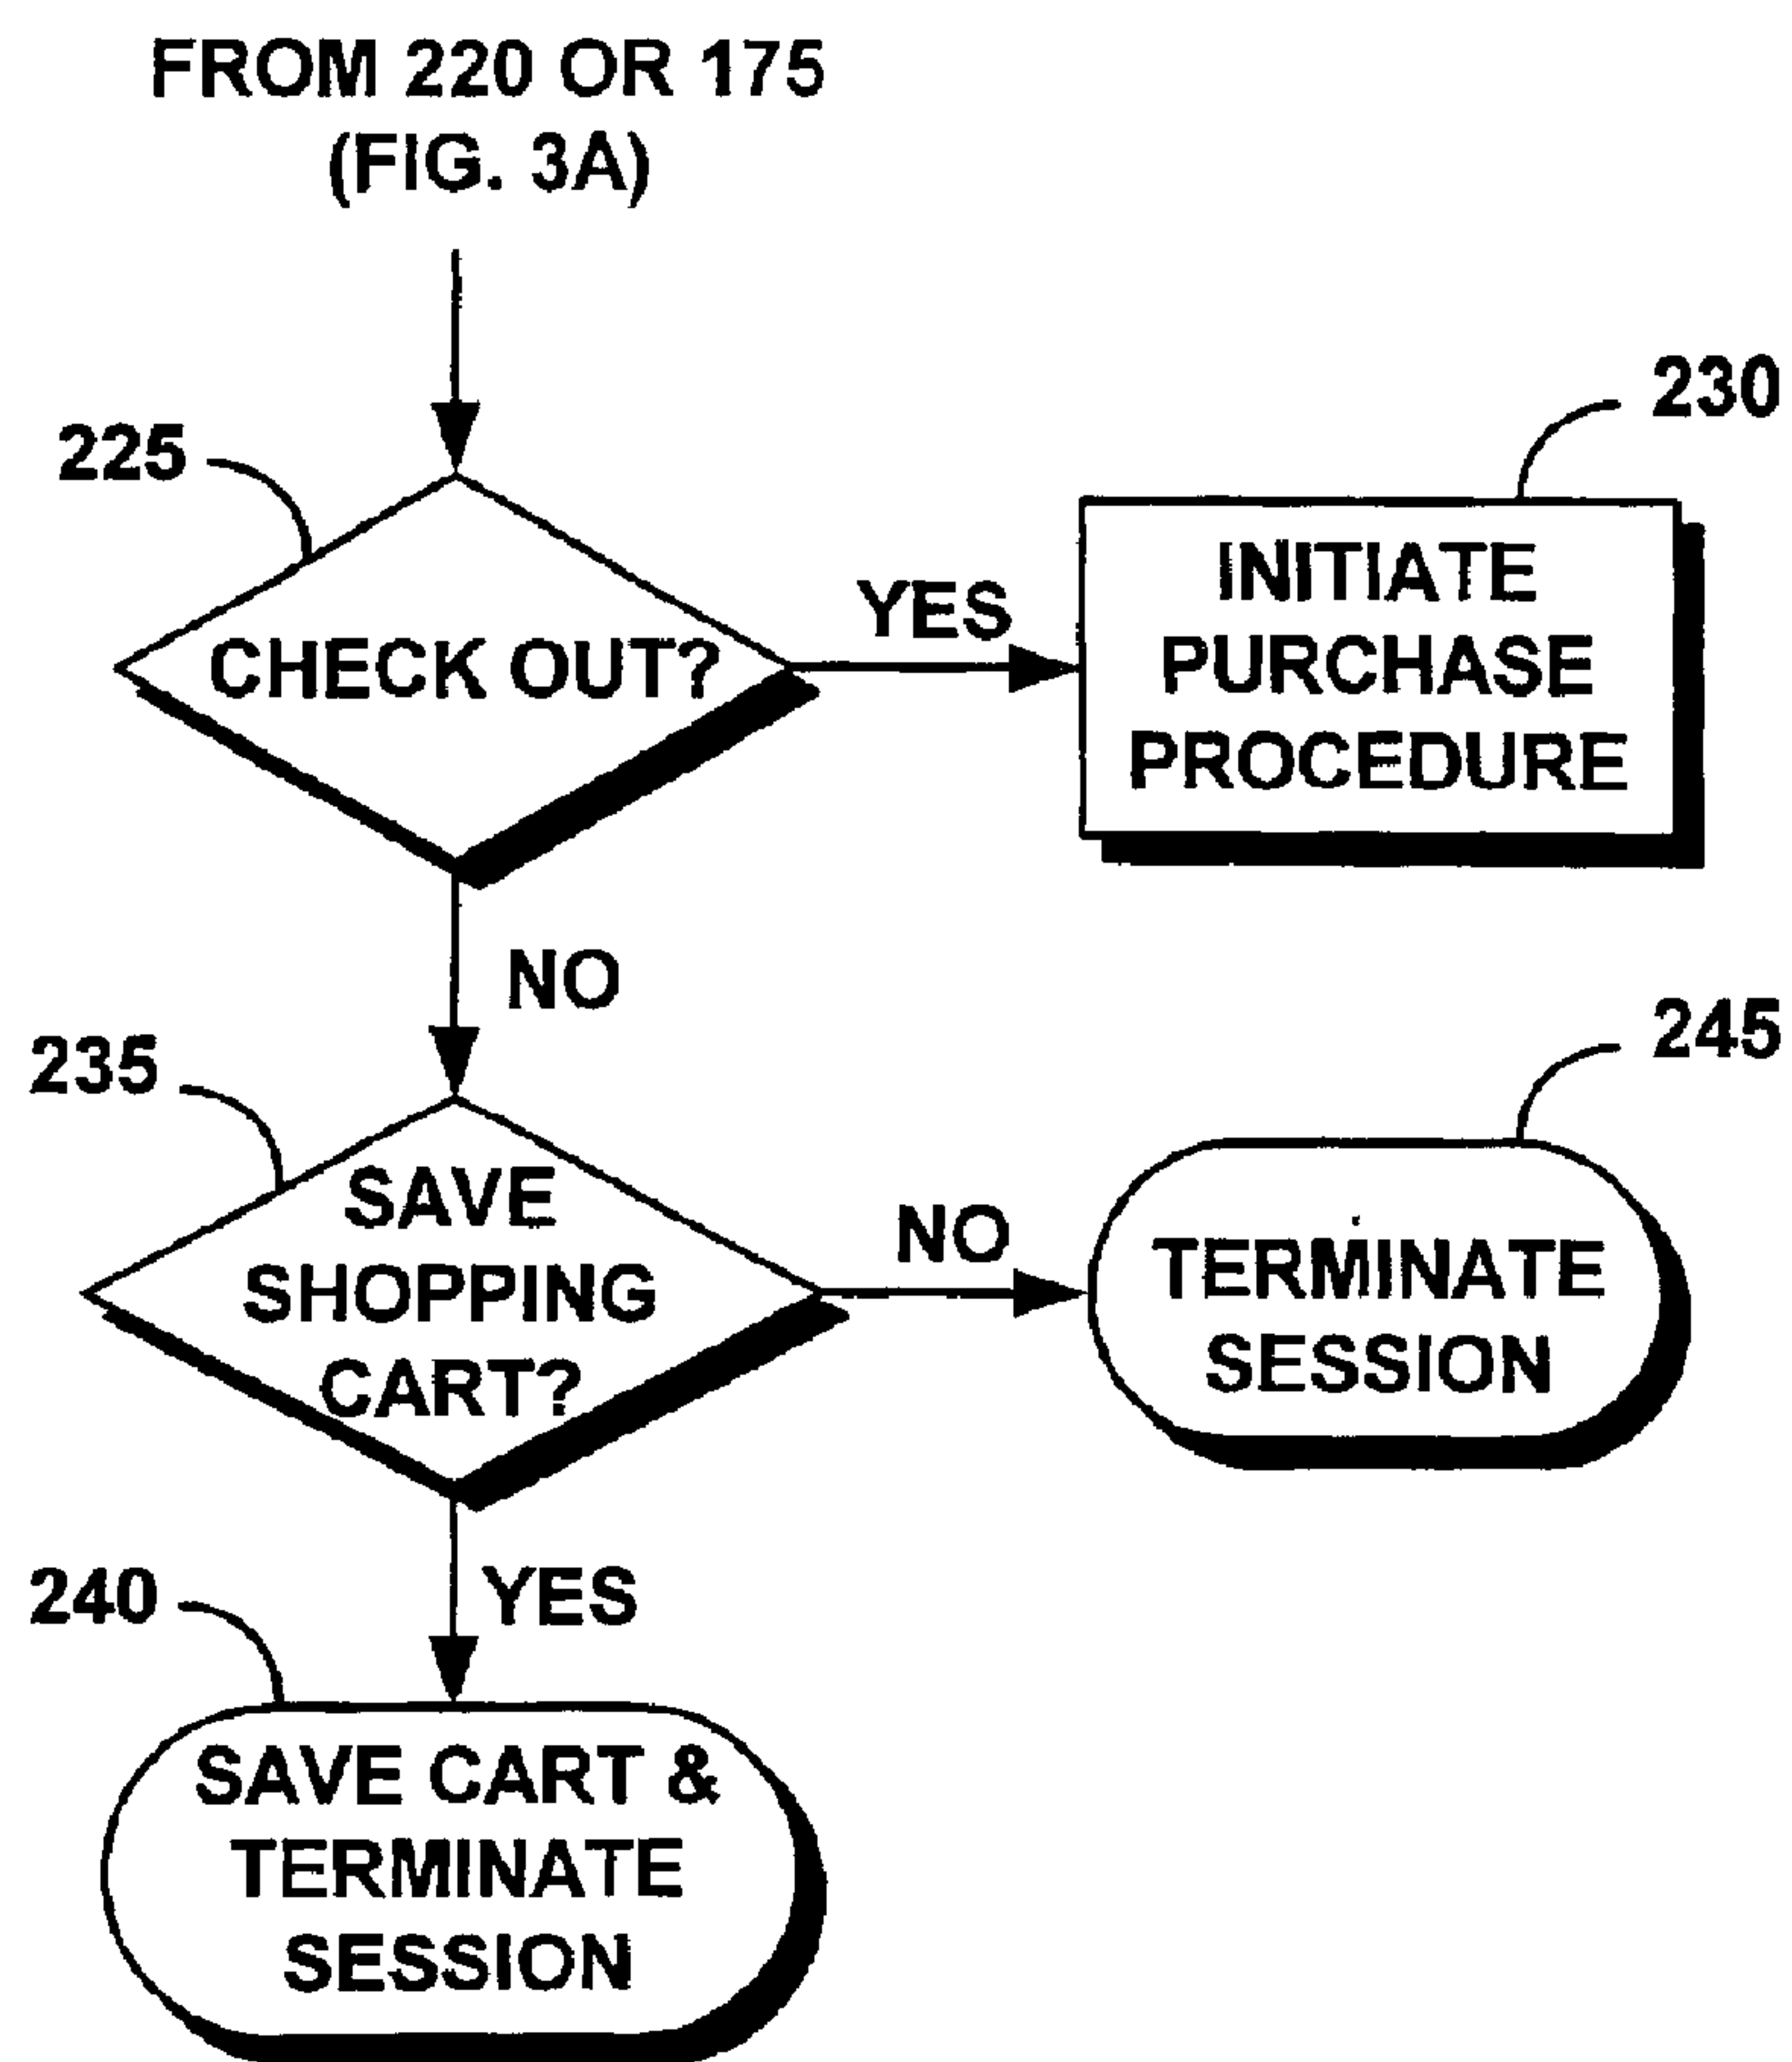 FROM 220 OR 175
(FIG. 3A)
225
CHECK OUT?
YES
230
INITIATE
PURCHASE
PROCEDURE
NO
235
SAVE
SHOPPING
CART?
NO
245
TERMINATE
SESSION
YES
240
SAVE CART &
TERMINATE
SESSION